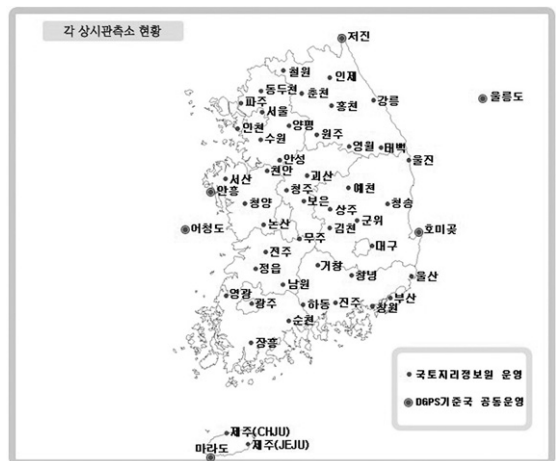 각 상시관측소 현황
저진
철원
인제
동두천
춘천
파주
홍천
강릉
울릉도
서울
인천
양평
수원
원주
영월
태백
안성
울진
천안
괴산
서산
안흥
청주
예천
청양
보은
상주
청송
어청도
논산
김천
군위
호미곶
무주
대구
진주
거창
정읍
창녕
울산
남원
영광
광주
하동
진주
부산
창원
순천
장흥
국토지리정보원 운영
DGPS기준국 공동운영
제주(CHJU)
제주(JEJU)
마라도